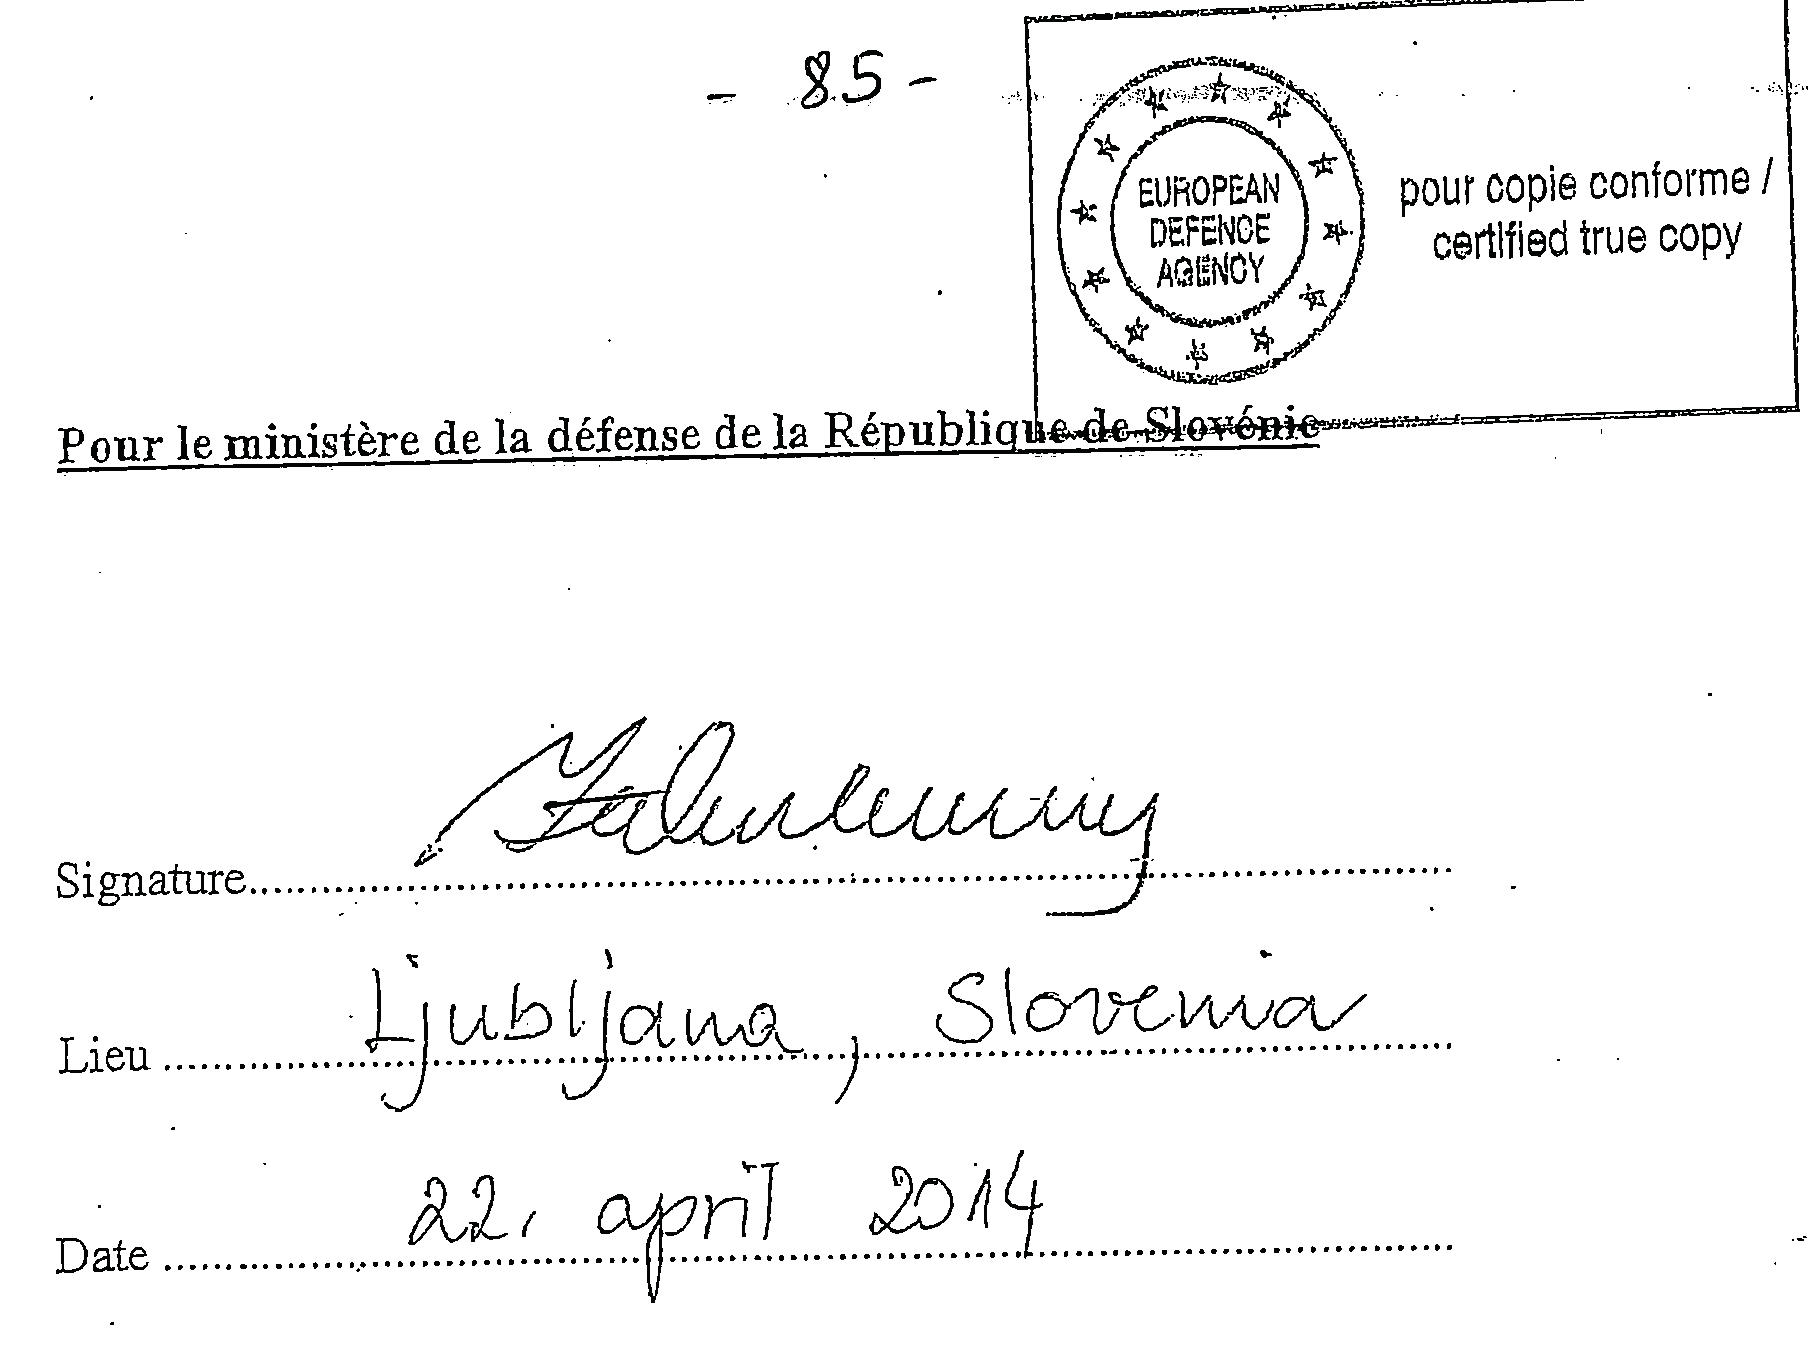 - 85 -
EUROPEAN
DEFENCE
AGENCY
pour copie conforme /
certified true copy
Pour le ministère de la défense de la République de Slovénie
Signature
Lieu Ljubljana, Slovenia
Date 22. april 2014